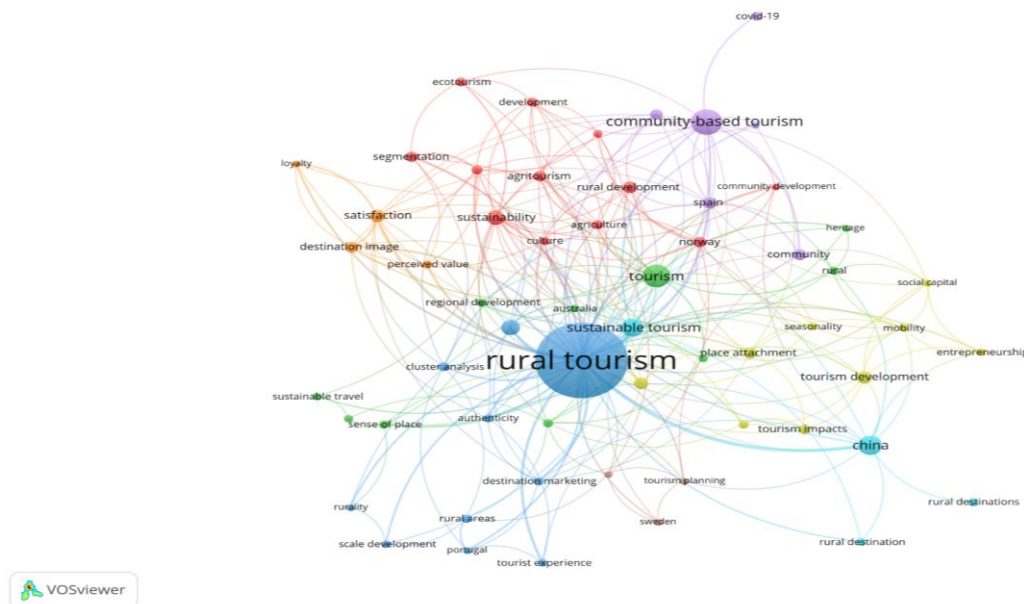 covid-19
ecotourism
development
community-based tourism
segmentation
loyalty
agritourism
rural development
community development
spain
satisfaction
sustainability
agriculture
heritage
culture
norway
destination image
community
perceived value
rural
tourism
social capital
regional development
australia
sustainable tourism
seasonality
mobility
place attachment
entrepreneurship
rural tourism
cluster analysis
tourism development
sustainable travel
authenticity
sense of place
tourism impacts
china
destination marketing
tourism planning
rural destinations
rurality
rural areas
sweden
scale development
portugal
rural destination
tourist experience
VOSviewer